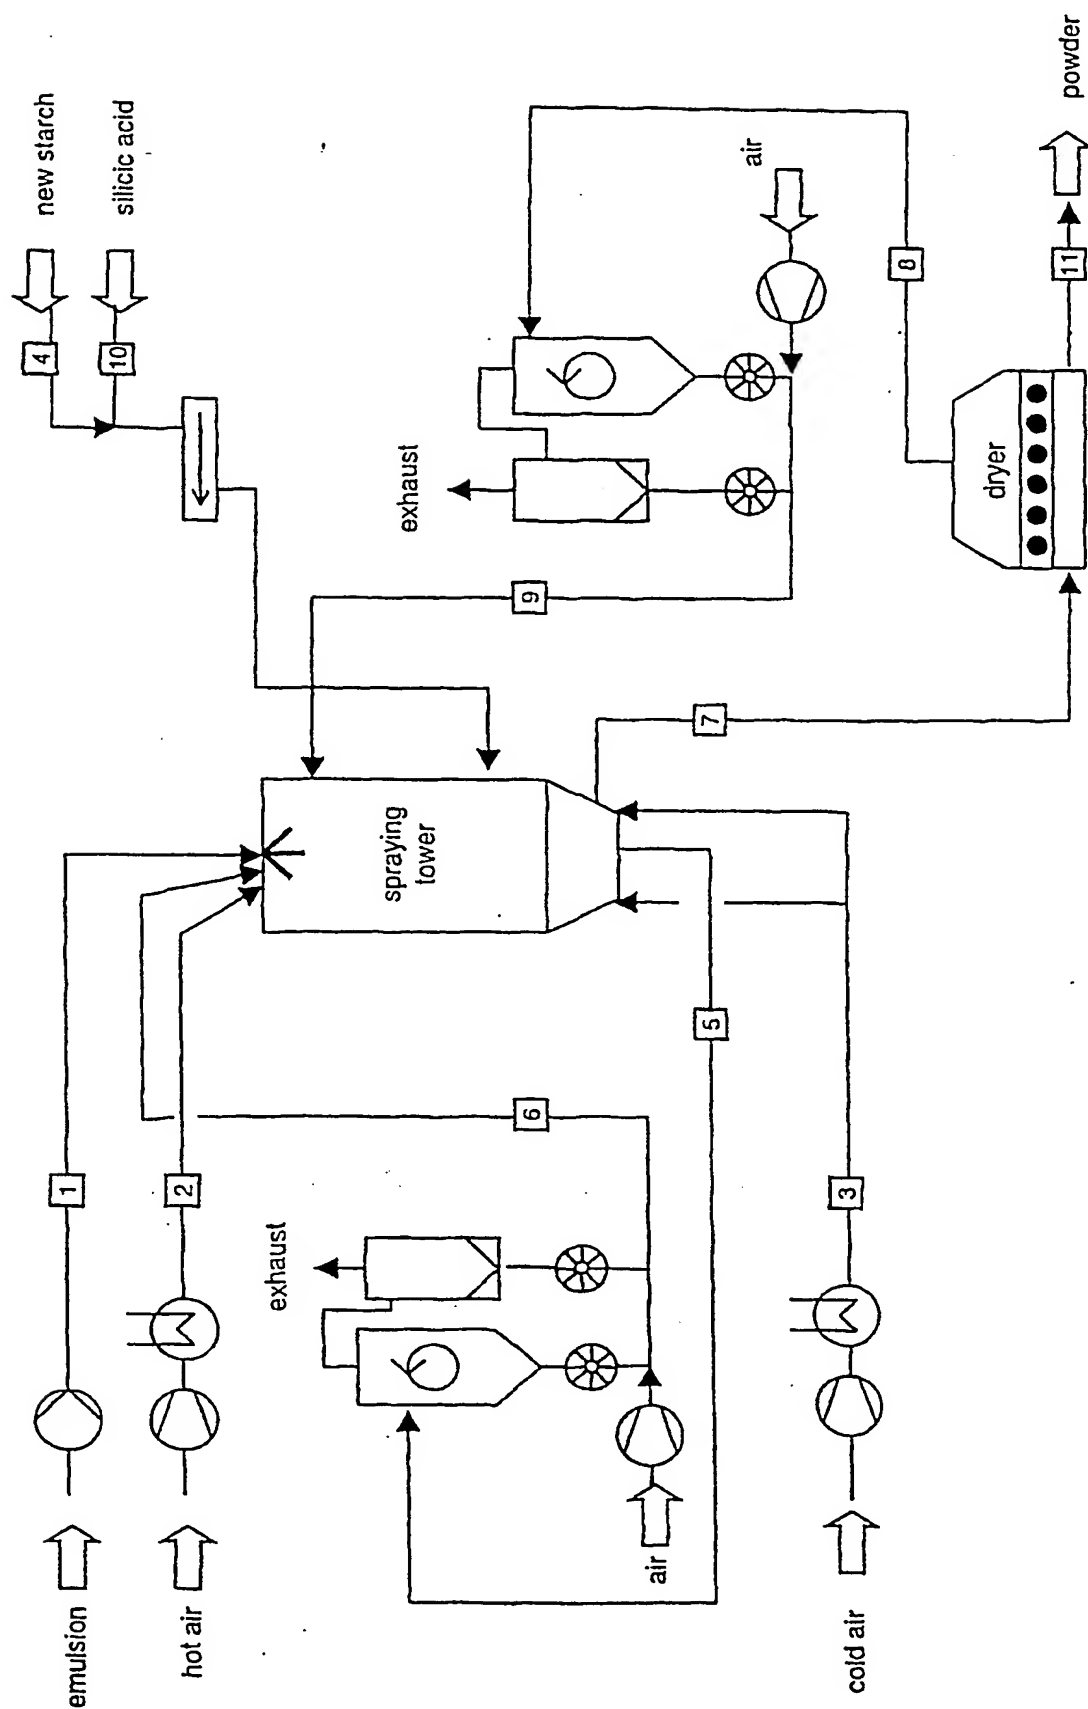 emulsion
hot air
cold air
air
exhaust
1
2
3
5
6
spraying
tower
7
9
exhaust
4
10
new starch
silicic acid
air
8
dryer
11
powder